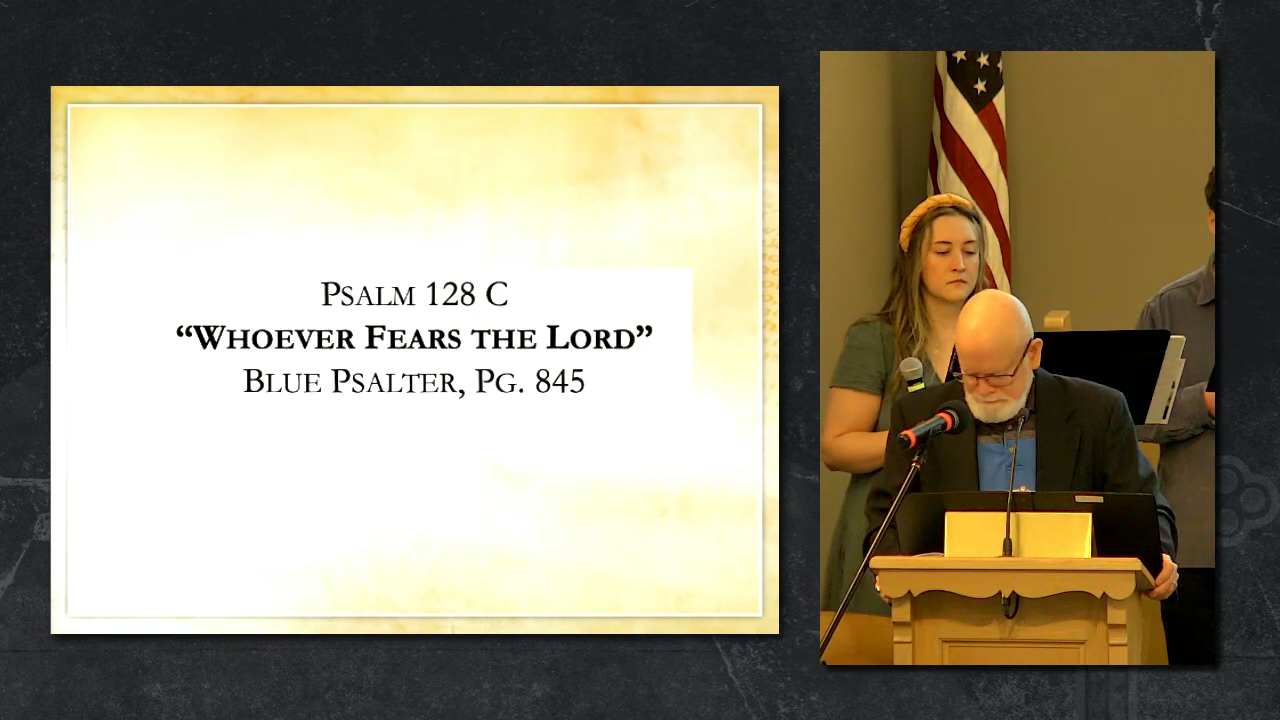 Psalm 128 C
“Whoever Fears the Lord”
Blue Psalter, Pg. 845